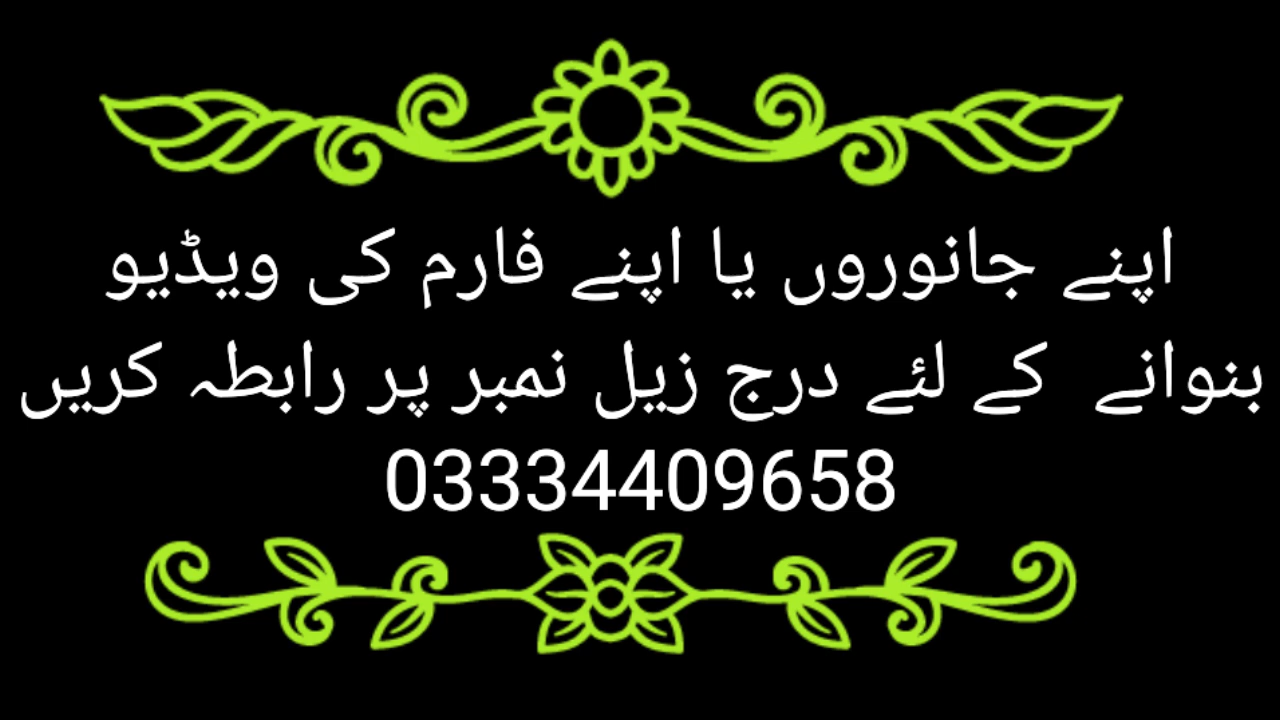 اپنے جانوروں یا اپنے فارم کی ویڈیو
بنوانے کے لئے درج زیل نمبر پر رابطہ کریں
03334409658